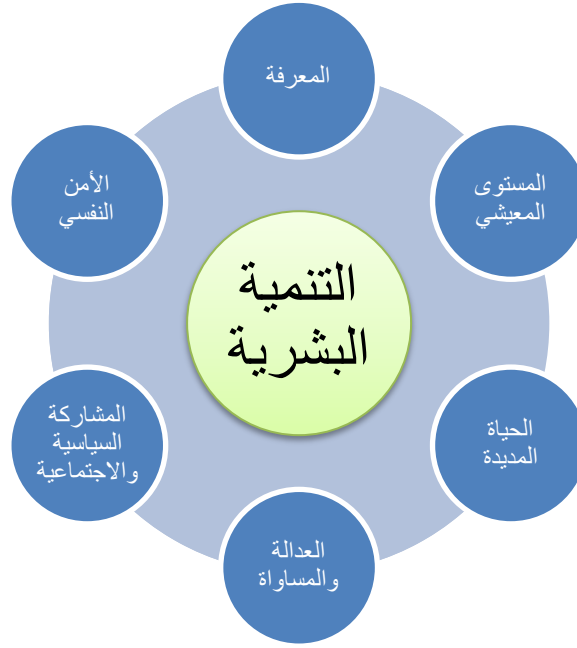 المعرفة
المستوى
المعيشي
الحياة
المديدة
العدالة
والمساواة
المشاركة
السياسية
والاجتماعية
الأمن
النفسي
التنمية
البشرية